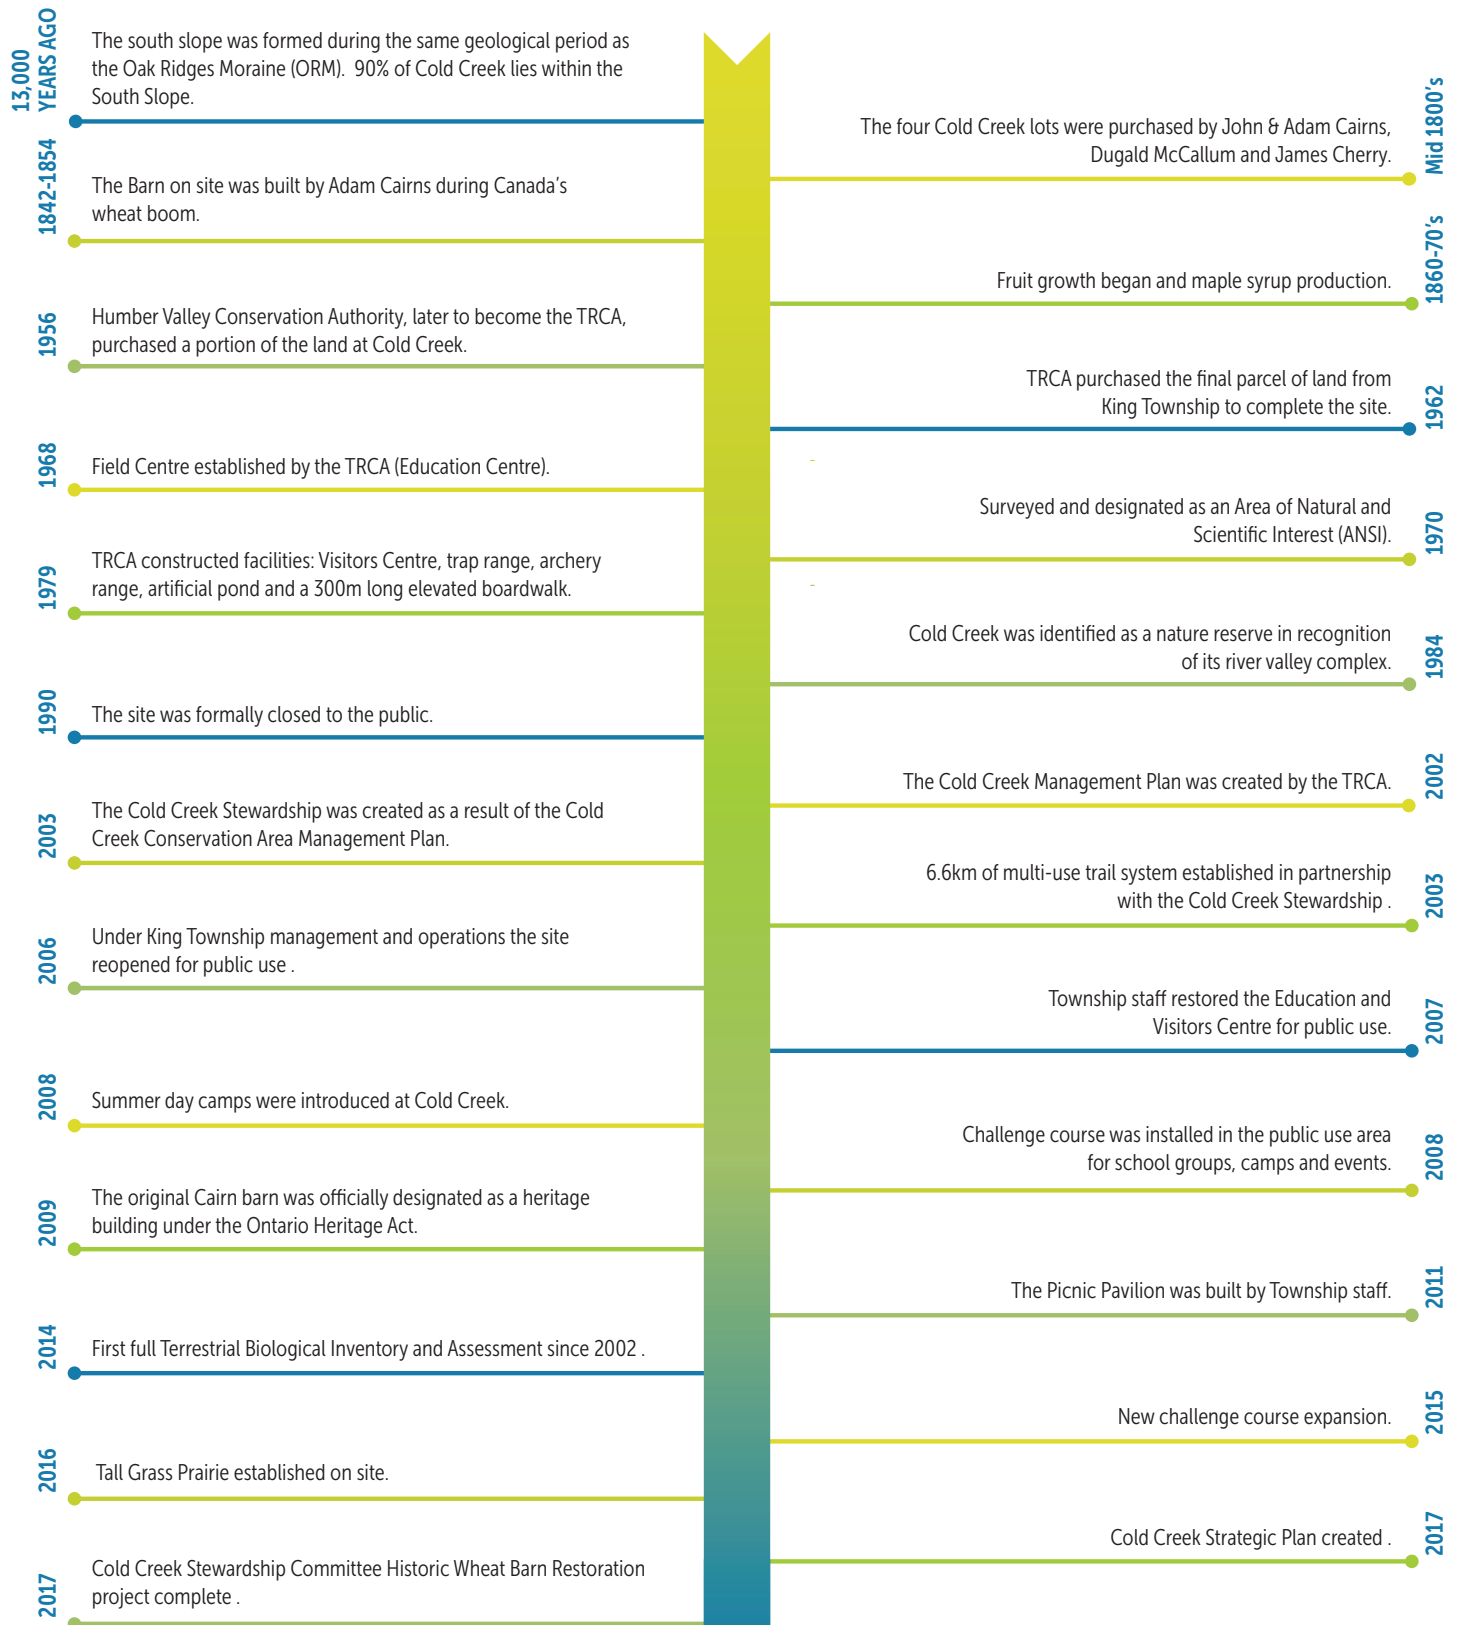 13,000
YEARS AGO
The south slope was formed during the same geological period as
the Oak Ridges Moraine (ORM).  90% of Cold Creek lies within the
South Slope.
Mid 1800's
The four Cold Creek lots were purchased by John & Adam Cairns,
Dugald McCallum and James Cherry.
1842-1854
The Barn on site was built by Adam Cairns during Canada's
wheat boom.
1860-70's
Fruit growth began and maple syrup production.
1956
Humber Valley Conservation Authority, later to become the TRCA,
purchased a portion of the land at Cold Creek.
1962
TRCA purchased the final parcel of land from
King Township to complete the site.
1968
Field Centre established by the TRCA (Education Centre).
1970
Surveyed and designated as an Area of Natural and
Scientific Interest (ANSI).
1979
TRCA constructed facilities: Visitors Centre, trap range, archery
range, artificial pond and a 300m long elevated boardwalk.
1984
Cold Creek was identified as a nature reserve in recognition
of its river valley complex.
1990
The site was formally closed to the public.
2002
The Cold Creek Management Plan was created by the TRCA.
2003
The Cold Creek Stewardship was created as a result of the Cold
Creek Conservation Area Management Plan.
2003
6.6km of multi-use trail system established in partnership
with the Cold Creek Stewardship .
2006
Under King Township management and operations the site
reopened for public use .
2007
Township staff restored the Education and
Visitors Centre for public use.
2008
Summer day camps were introduced at Cold Creek.
2008
Challenge course was installed in the public use area
for school groups, camps and events.
2009
The original Cairn barn was officially designated as a heritage
building under the Ontario Heritage Act.
2011
The Picnic Pavilion was built by Township staff.
2014
First full Terrestrial Biological Inventory and Assessment since 2002 .
2015
New challenge course expansion.
2016
Tall Grass Prairie established on site.
2017
Cold Creek Strategic Plan created .
2017
Cold Creek Stewardship Committee Historic Wheat Barn Restoration
project complete .